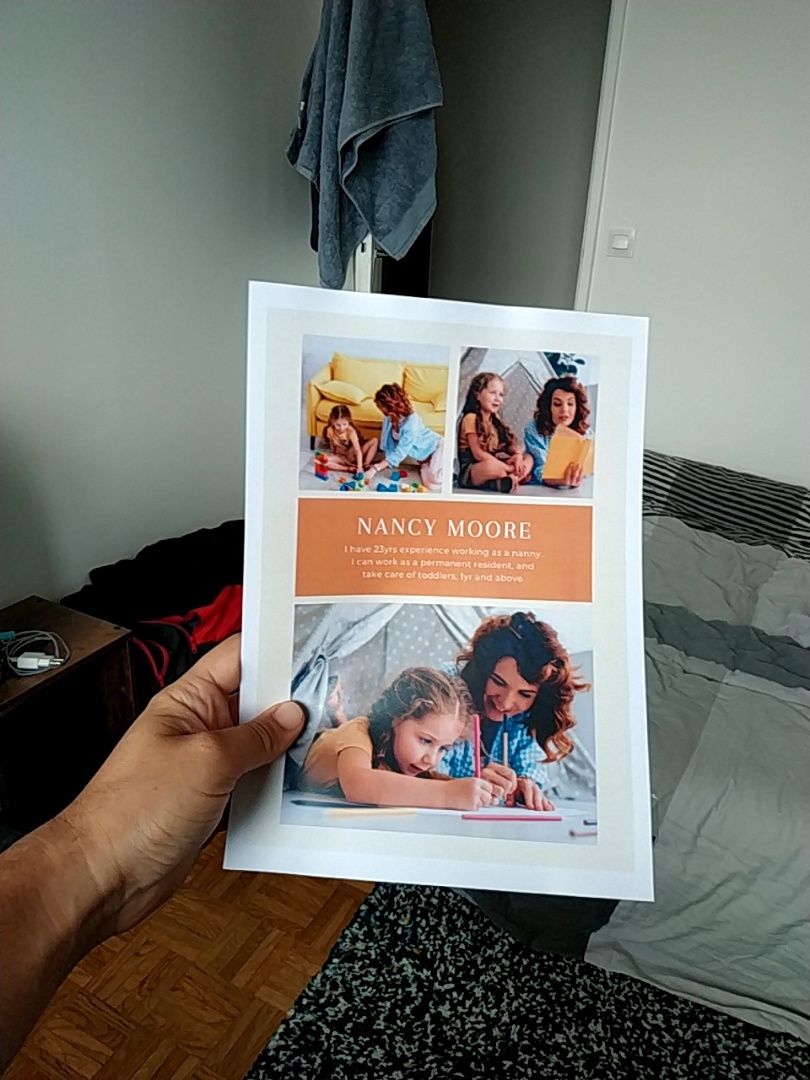 NANCY MOORE
I have 23yrs experience working as a nanny.
I can work as a permanent resident, and
take care of toddlers, 1yr and above.